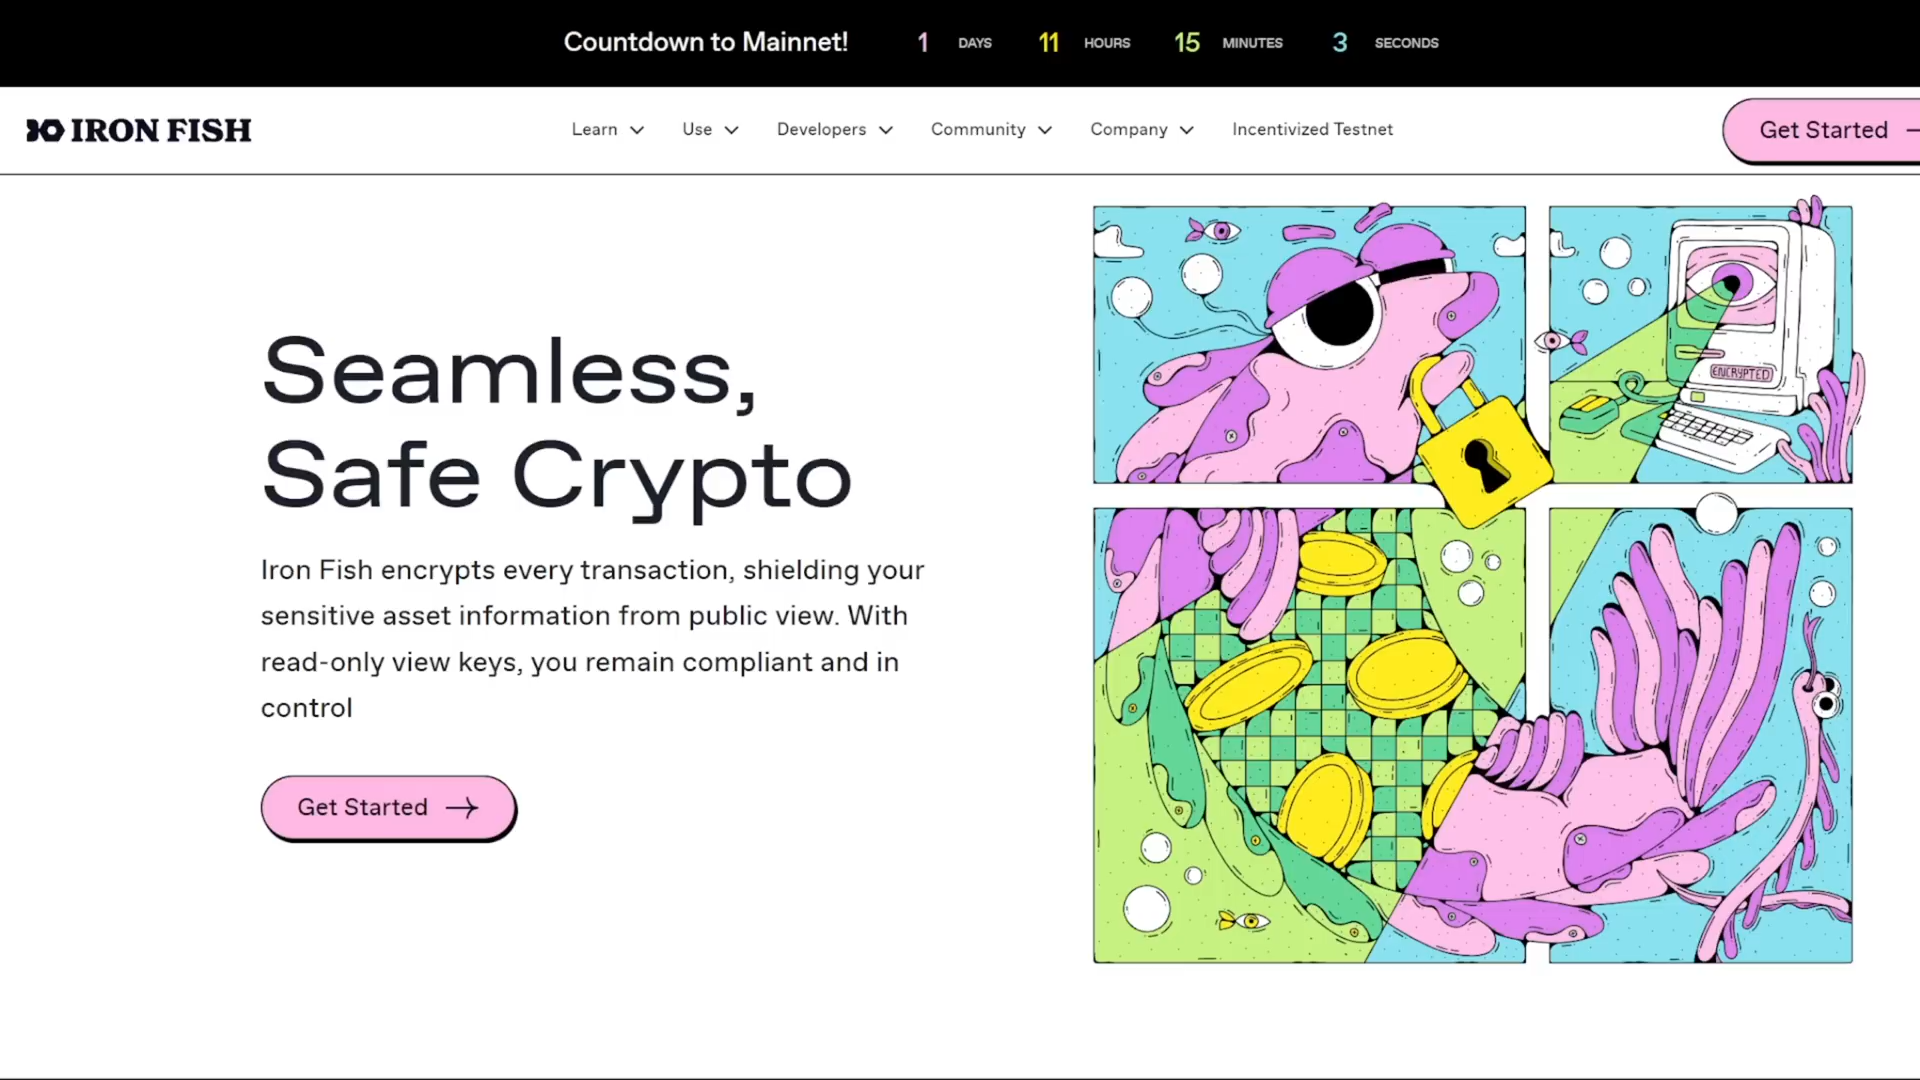 Countdown to Mainnet! 1 DAYS 11 HOURS 15 MINUTES 3 SECONDS
IRON FISH Learn Use Developers Community Company Incentivized Testnet Get Started
ENCRYPTED
Seamless,
Safe Crypto
Iron Fish encrypts every transaction, shielding your
sensitive asset information from public view. With
read-only view keys, you remain compliant and in
control
Get Started